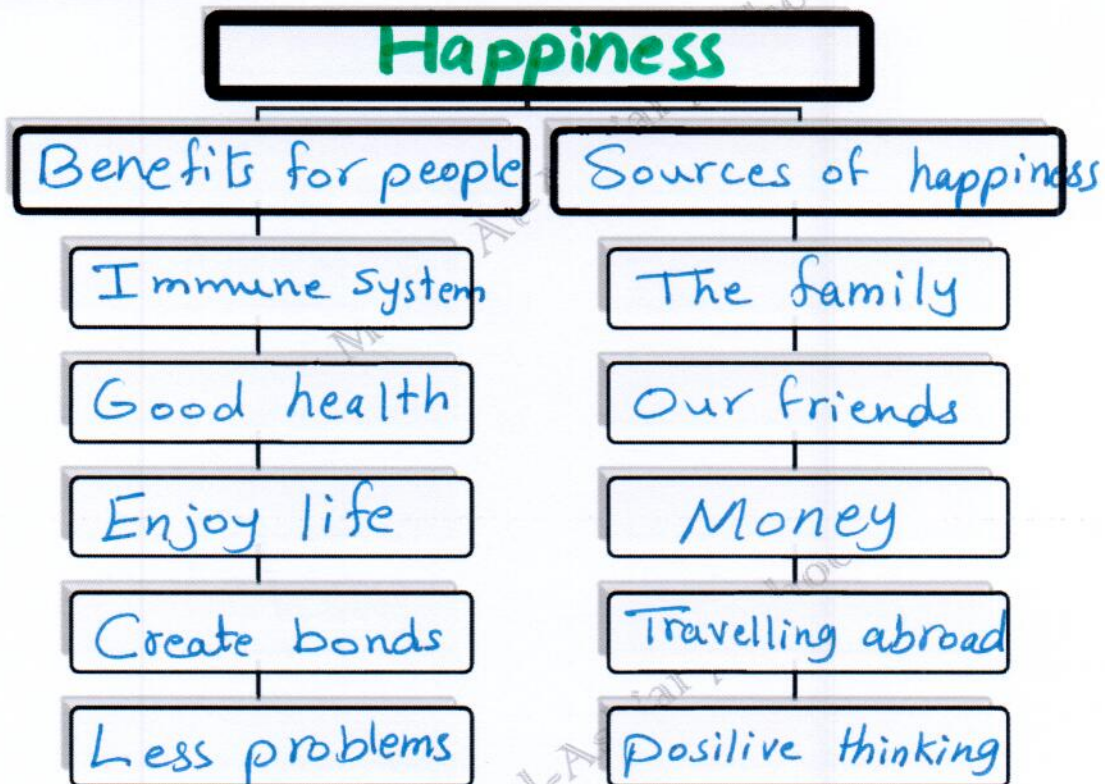 Happiness
Benefits for people
Sources of happiness
Immune system
The family
Good health
Our friends
Enjoy life
Money
Create bonds
Travelling abroad
Less problems
Posilive thinking